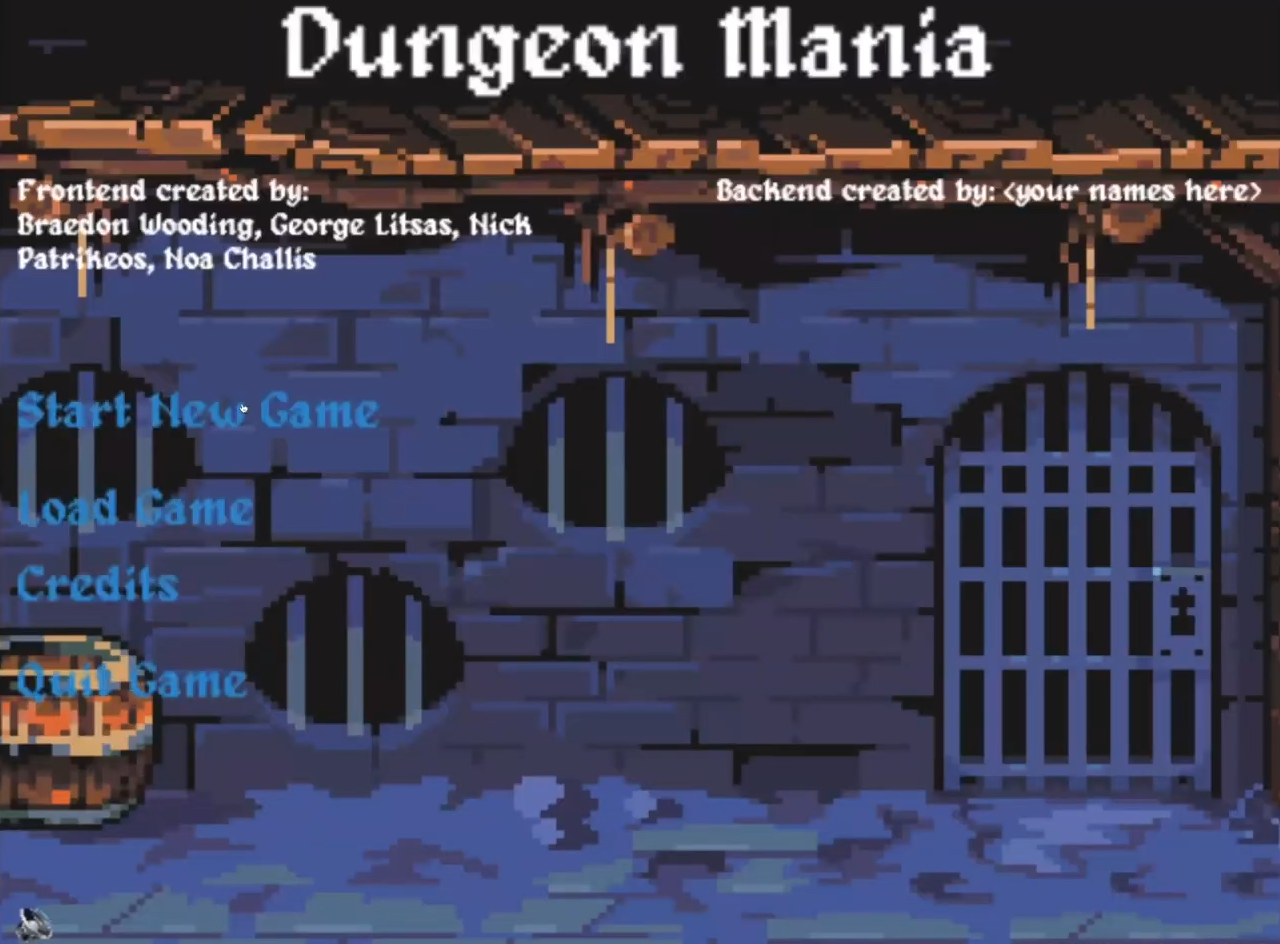 Dungeon Mania
Frontend created by:
Braedon Wooding, George Litsas, Nick
Patrikeos, Noa Challis
Backend created by: <your names here>
Start New Game
Load Game
Credits
Quit Game